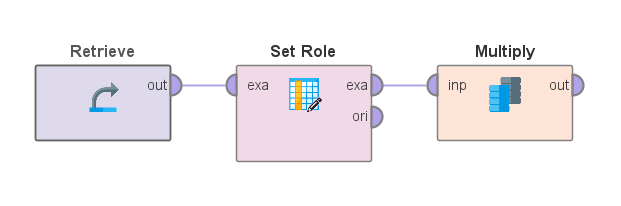 Retrieve
Set Role
Multiply
out
exa
exa
inp
out
ori